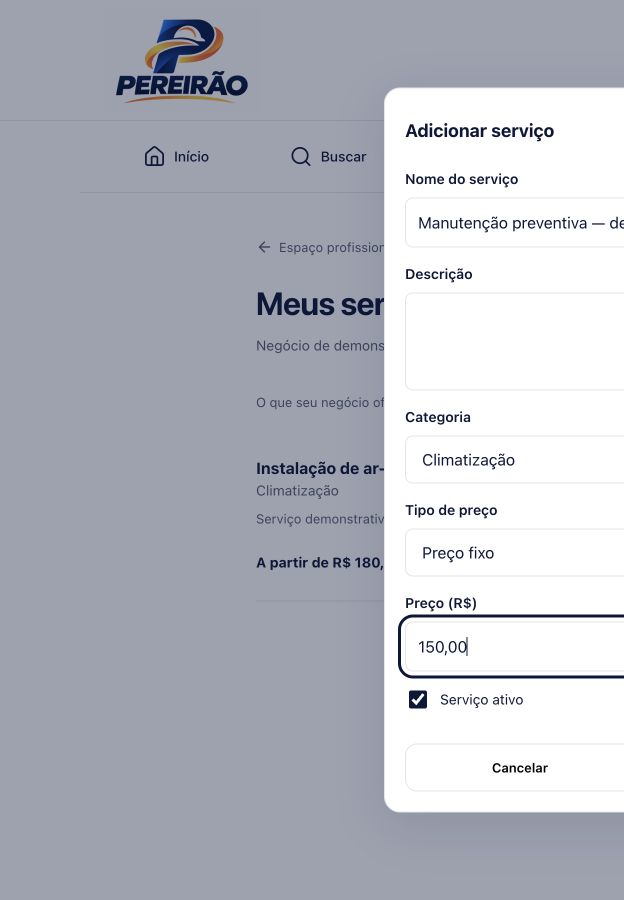 PEREIRÃO
Início
Buscar
Espaço profission
Meus ser
Negócio de demons
O que seu negócio of
Instalação de ar-
Climatização
Serviço demonstrativ
A partir de R$ 180,
Adicionar serviço
Nome do serviço
Manutenção preventiva — de
Descrição
Categoria
Climatização
Tipo de preço
Preço fixo
Preço (R$)
150,00
Serviço ativo
Cancelar